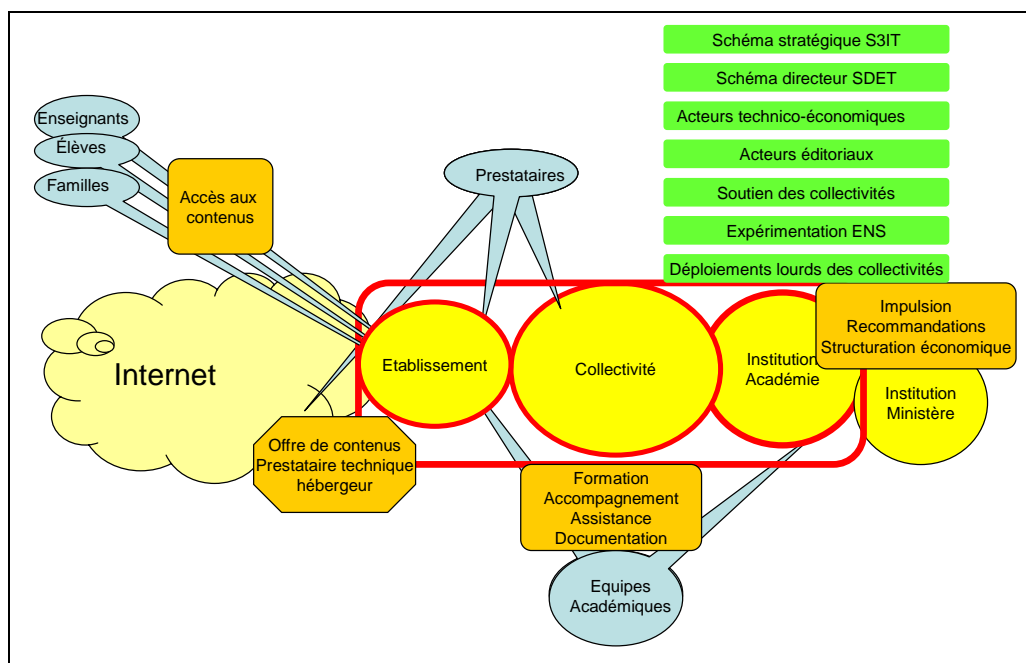 Schéma stratégique S3IT
Schéma directeur SDET
Acteurs technico-économiques
Acteurs éditoriaux
Soutien des collectivités
Expérimentation ENS
Déploiements lourds des collectivités
Enseignants
Élèves
Familles
Accès aux
contenus
Prestataires
Impulsion
Recommandations
Structuration économique
Internet
Etablissement
Collectivité
Institution
Académie
Institution
Ministère
Offre de contenus
Prestataire technique
hébergeur
Formation
Accompagnement
Assistance
Documentation
Equipes
Académiques